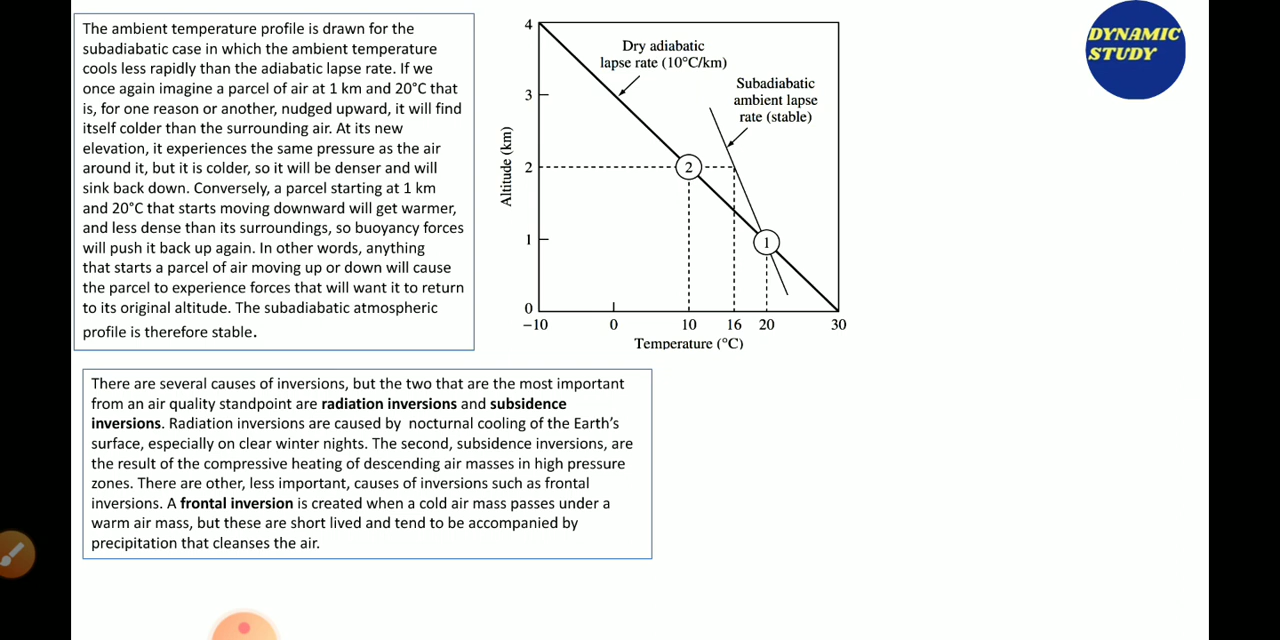 The ambient temperature profile is drawn for the
subadiabatic case in which the ambient temperature
cools less rapidly than the adiabatic lapse rate. If we
once again imagine a parcel of air at 1 km and 20°C that
is, for one reason or another, nudged upward, it will find
itself colder than the surrounding air. At its new
elevation, it experiences the same pressure as the air
around it, but it is colder, so it will be denser and will
sink back down. Conversely, a parcel starting at 1 km
and 20°C that starts moving downward will get warmer,
and less dense than its surroundings, so buoyancy forces
will push it back up again. In other words, anything
that starts a parcel of air moving up or down will cause
the parcel to experience forces that will want it to return
to its original altitude. The subadiabatic atmospheric
profile is therefore stable.
4
3
2
1
0
Altitude (km)
Dry adiabatic
lapse rate (10°C/km)
Subadiabatic
ambient lapse
rate (stable)
2
1
−10 0 10 16 20 30
Temperature (°C)
DYNAMIC
STUDY
There are several causes of inversions, but the two that are the most important
from an air quality standpoint are radiation inversions and subsidence
inversions. Radiation inversions are caused by nocturnal cooling of the Earth's
surface, especially on clear winter nights. The second, subsidence inversions, are
the result of the compressive heating of descending air masses in high pressure
zones. There are other, less important, causes of inversions such as frontal
inversions. A frontal inversion is created when a cold air mass passes under a
warm air mass, but these are short lived and tend to be accompanied by
precipitation that cleanses the air.